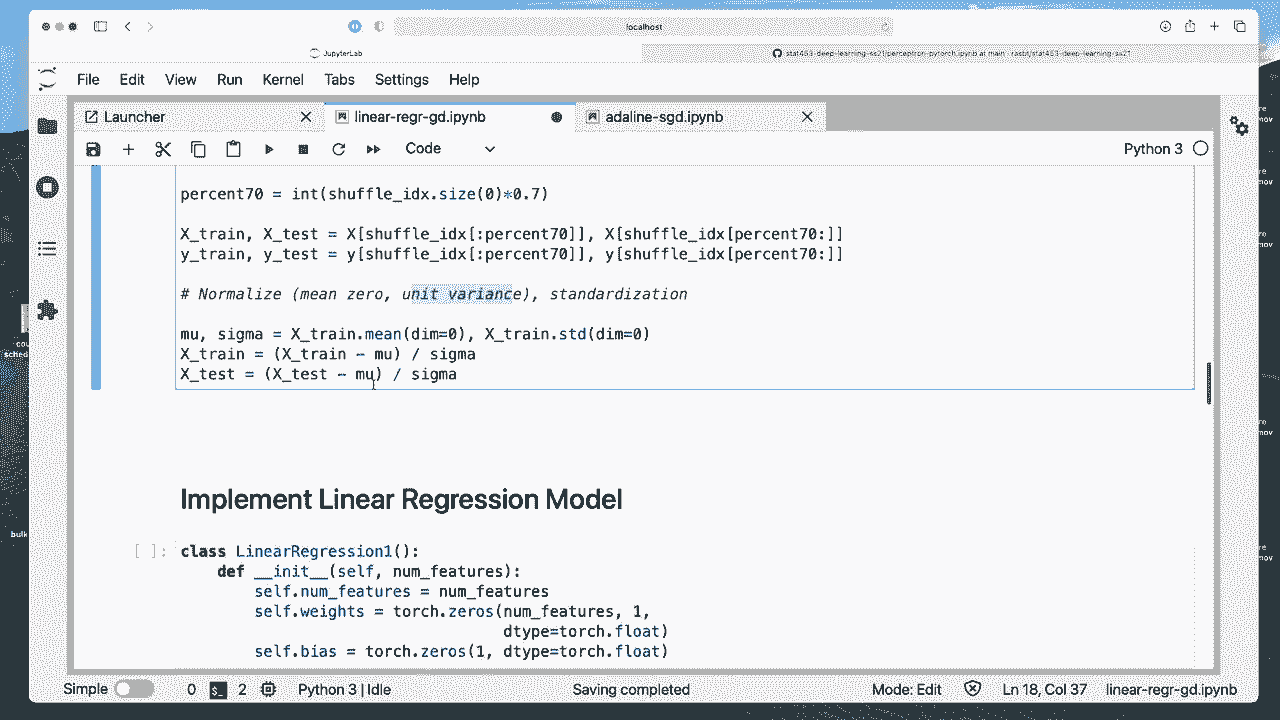 localhost
JupyterLab
stat453-deep-learning-ss21/perceptron-pytorch.ipynb at main · rasbt/stat453-deep-learning-ss21
File Edit View Run Kernel Tabs Settings Help
Launcher
linear-regr-gd.ipynb
adaline-sgd.ipynb
Code
Python 3
percent70 = int(shuffle_idx.size(0)*0.7)
X_train, X_test = X[shuffle_idx[:percent70]], X[shuffle_idx[percent70:]]
y_train, y_test = y[shuffle_idx[:percent70]], y[shuffle_idx[percent70:]]
# Normalize (mean zero, unit variance), standardization
mu, sigma = X_train.mean(dim=0), X_train.std(dim=0)
X_train = (X_train - mu) / sigma
X_test = (X_test - mu) / sigma
Implement Linear Regression Model
[ ]: class LinearRegression1():
def __init__(self, num_features):
self.num_features = num_features
self.weights = torch.zeros(num_features, 1,
dtype=torch.float)
self.bias = torch.zeros(1, dtype=torch.float)
Simple 0 2 Python 3 | Idle Saving completed Mode: Edit Ln 18, Col 37 linear-regr-gd.ipynb